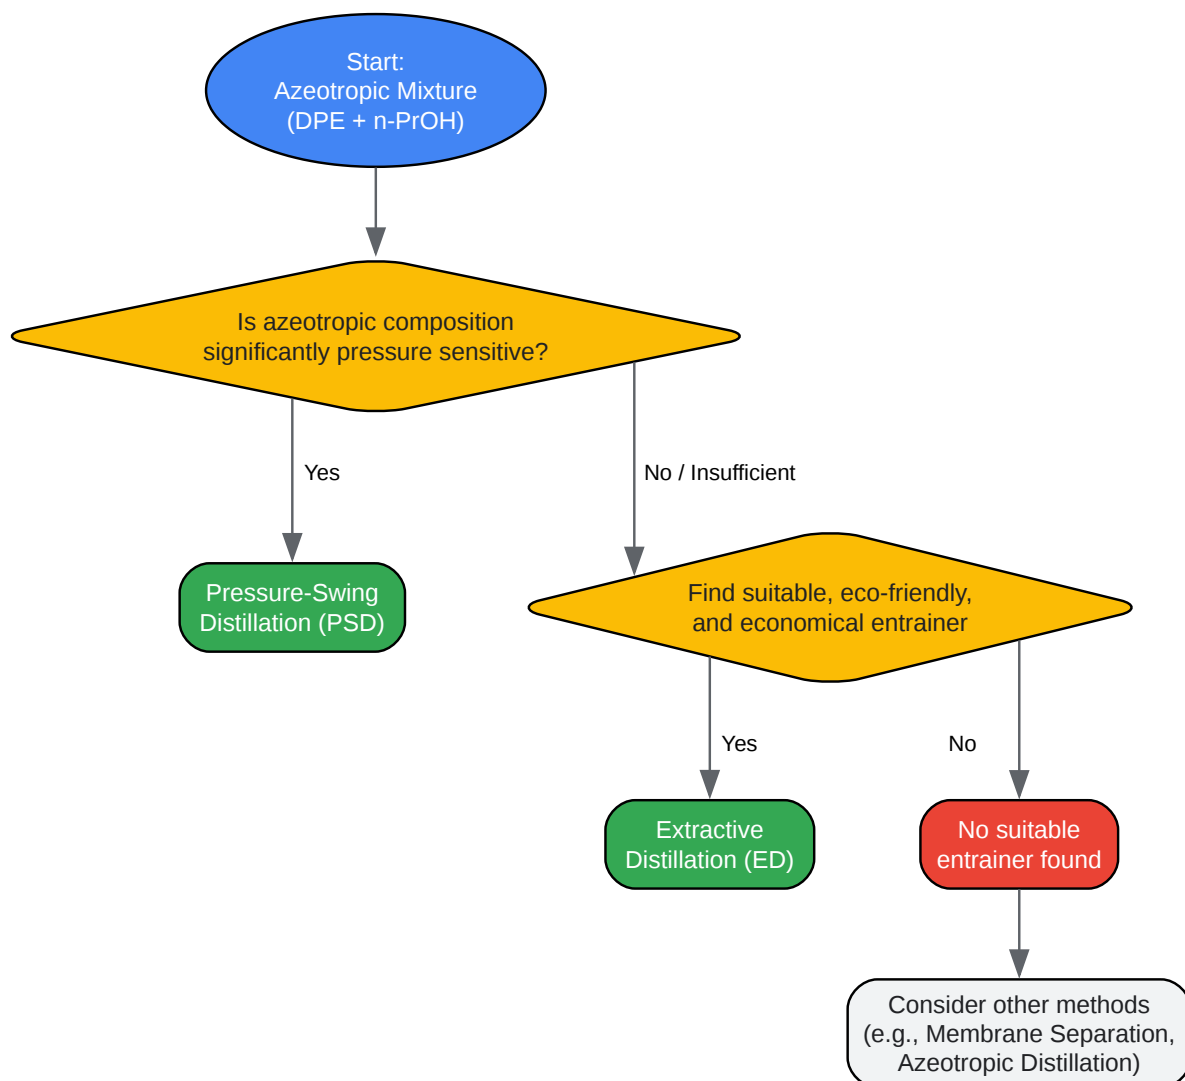 Start:
Azeotropic Mixture
(DPE + n-PrOH)
Is azeotropic composition
significantly pressure sensitive?
Yes
No / Insufficient
Pressure-Swing
Distillation (PSD)
Find suitable, eco-friendly,
and economical entrainer
Yes
No
Extractive
Distillation (ED)
No suitable
entrainer found
Consider other methods
(e.g., Membrane Separation,
Azeotropic Distillation)